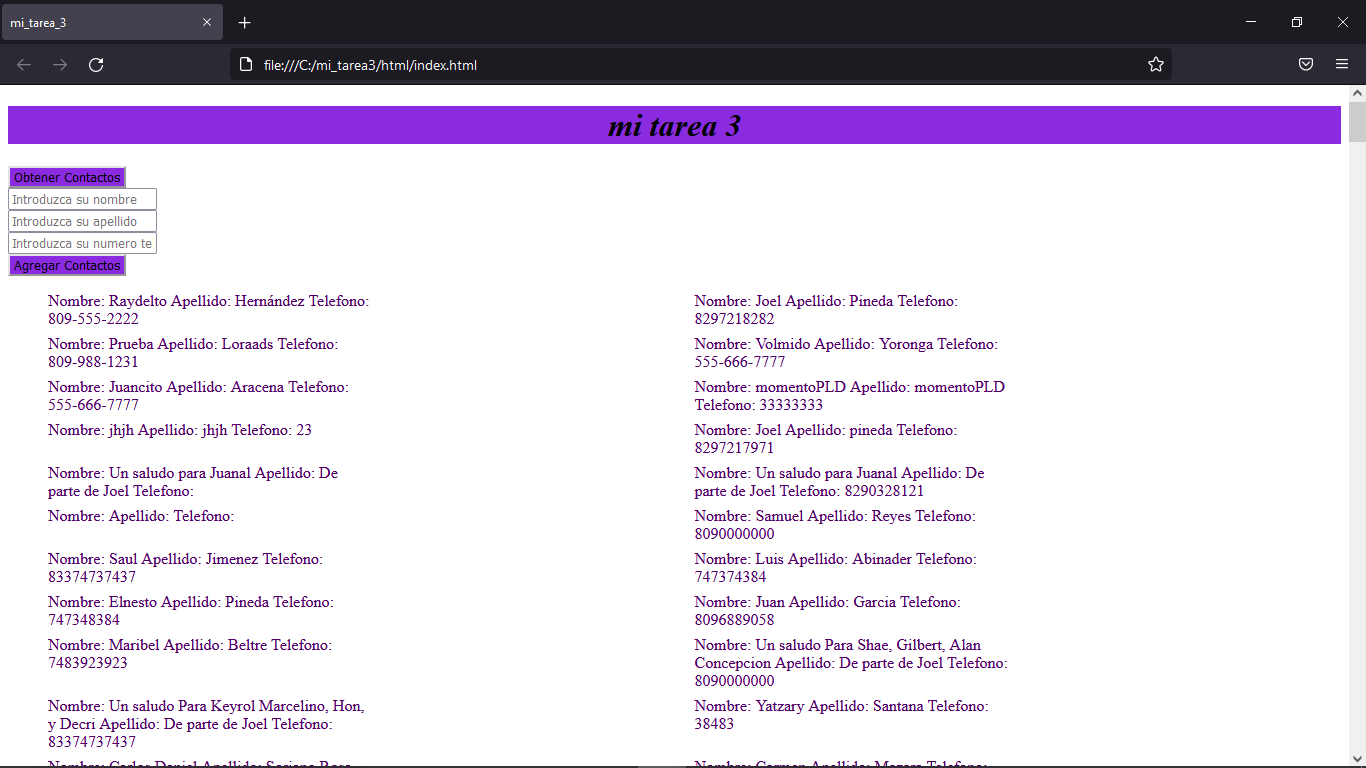 mi_tarea_3
file:///C:/mi_tarea3/html/index.html
mi tarea 3
Obtener Contactos
Introduzca su nombre
Introduzca su apellido
Introduzca su numero te
Agregar Contactos
Nombre: Raydelto Apellido: Hernández Telefono:
809-555-2222
Nombre: Joel Apellido: Pineda Telefono:
8297218282
Nombre: Prueba Apellido: Loraads Telefono:
809-988-1231
Nombre: Volmido Apellido: Yoronga Telefono:
555-666-7777
Nombre: Juancito Apellido: Aracena Telefono:
555-666-7777
Nombre: momentoPLD Apellido: momentoPLD
Telefono: 33333333
Nombre: jhjh Apellido: jhjh Telefono: 23
Nombre: Joel Apellido: pineda Telefono:
8297217971
Nombre: Un saludo para Juanal Apellido: De
parte de Joel Telefono:
Nombre: Un saludo para Juanal Apellido: De
parte de Joel Telefono: 8290328121
Nombre: Apellido: Telefono:
Nombre: Samuel Apellido: Reyes Telefono:
8090000000
Nombre: Saul Apellido: Jimenez Telefono:
83374737437
Nombre: Luis Apellido: Abinader Telefono:
747374384
Nombre: Elnesto Apellido: Pineda Telefono:
747348384
Nombre: Juan Apellido: Garcia Telefono:
8096889058
Nombre: Maribel Apellido: Beltre Telefono:
7483923923
Nombre: Un saludo Para Shae, Gilbert, Alan
Concepcion Apellido: De parte de Joel Telefono:
8090000000
Nombre: Un saludo Para Keyrol Marcelino, Hon,
y Decri Apellido: De parte de Joel Telefono:
83374737437
Nombre: Yatzary Apellido: Santana Telefono:
38483
Nombre: Carlos Daniel Apellido: Soriano
Nombre: Carmen Apellido: Telefono: